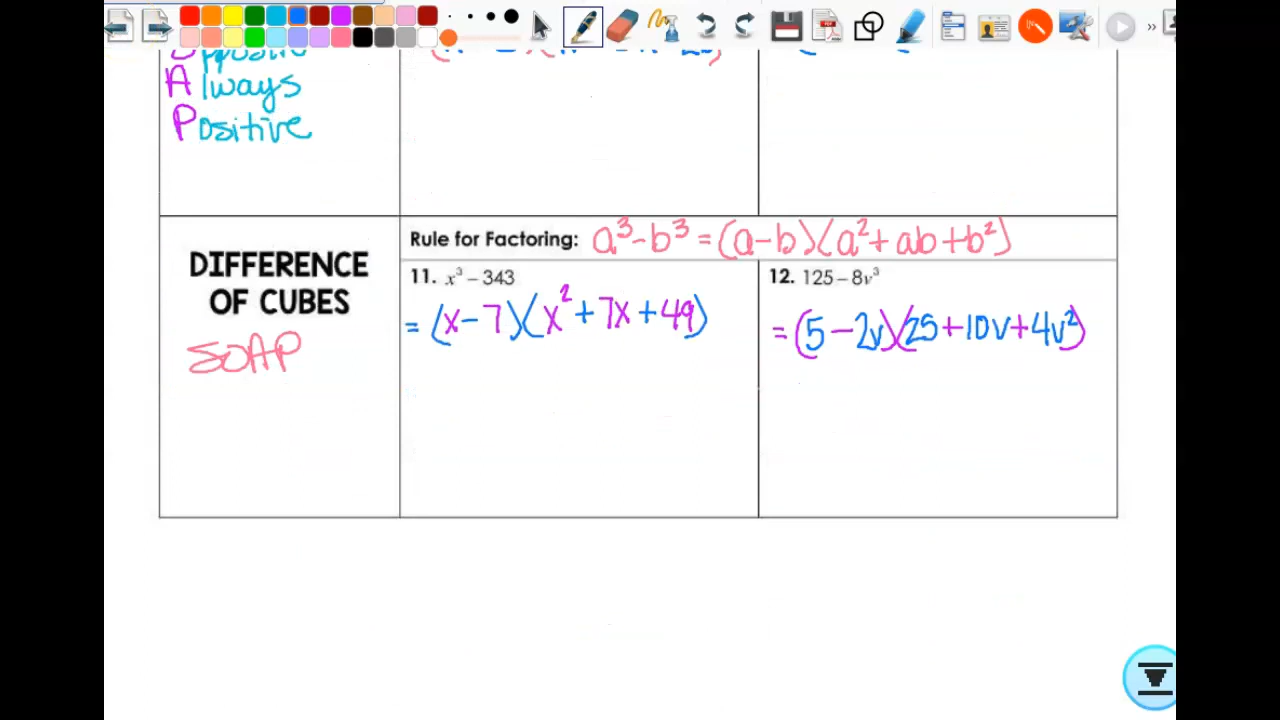 Always
Positive
DIFFERENCE
OF CUBES
SOAP
Rule for Factoring: a³-b³=(a-b)(a²+ab+b²)
11. x³ – 343
=(x-7)(x²+7x+49)
12. 125 – 8v³
=(5-2v)(25+10v+4v²)